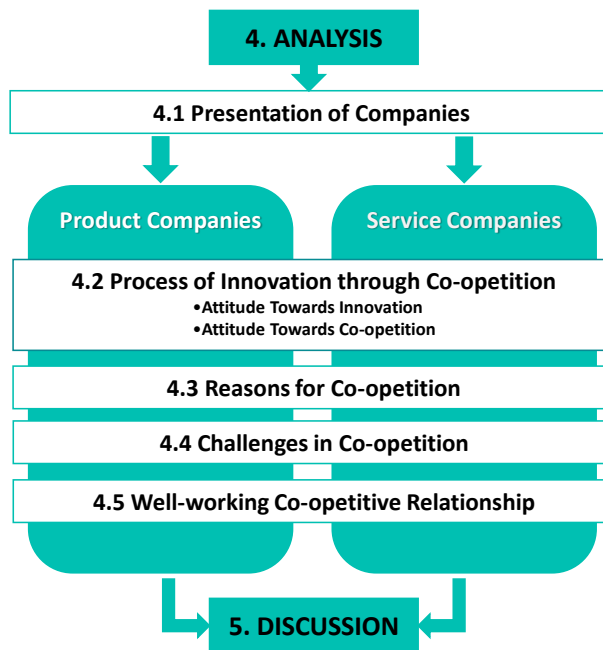 4. ANALYSIS
4.1 Presentation of Companies
Product Companies
Service Companies
4.2 Process of Innovation through Co-opetition
•Attitude Towards Innovation
•Attitude Towards Co-opetition
4.3 Reasons for Co-opetition
4.4 Challenges in Co-opetition
4.5 Well-working Co-opetitive Relationship
5. DISCUSSION